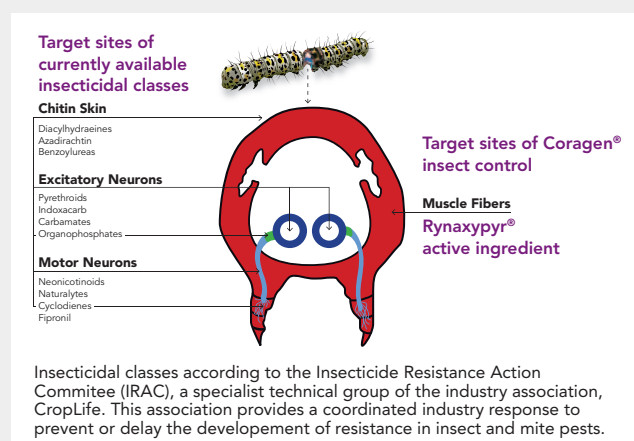 Target sites of
currently available
insecticidal classes
Chitin Skin
Diacylhydraeines
Azadirachtin
Benzoylureas
Excitatory Neurons
Pyrethroids
Indoxacarb
Carbamates
Organophosphates
Motor Neurons
Neonicotinoids
Naturalytes
Cyclodienes
Fipronil
Target sites of Coragen®
insect control
Muscle Fibers
Rynaxypyr®
active ingredient
Insecticidal classes according to the Insecticide Resistance Action
Commitee (IRAC), a specialist technical group of the industry association,
CropLife. This association provides a coordinated industry response to
prevent or delay the developement of resistance in insect and mite pests.